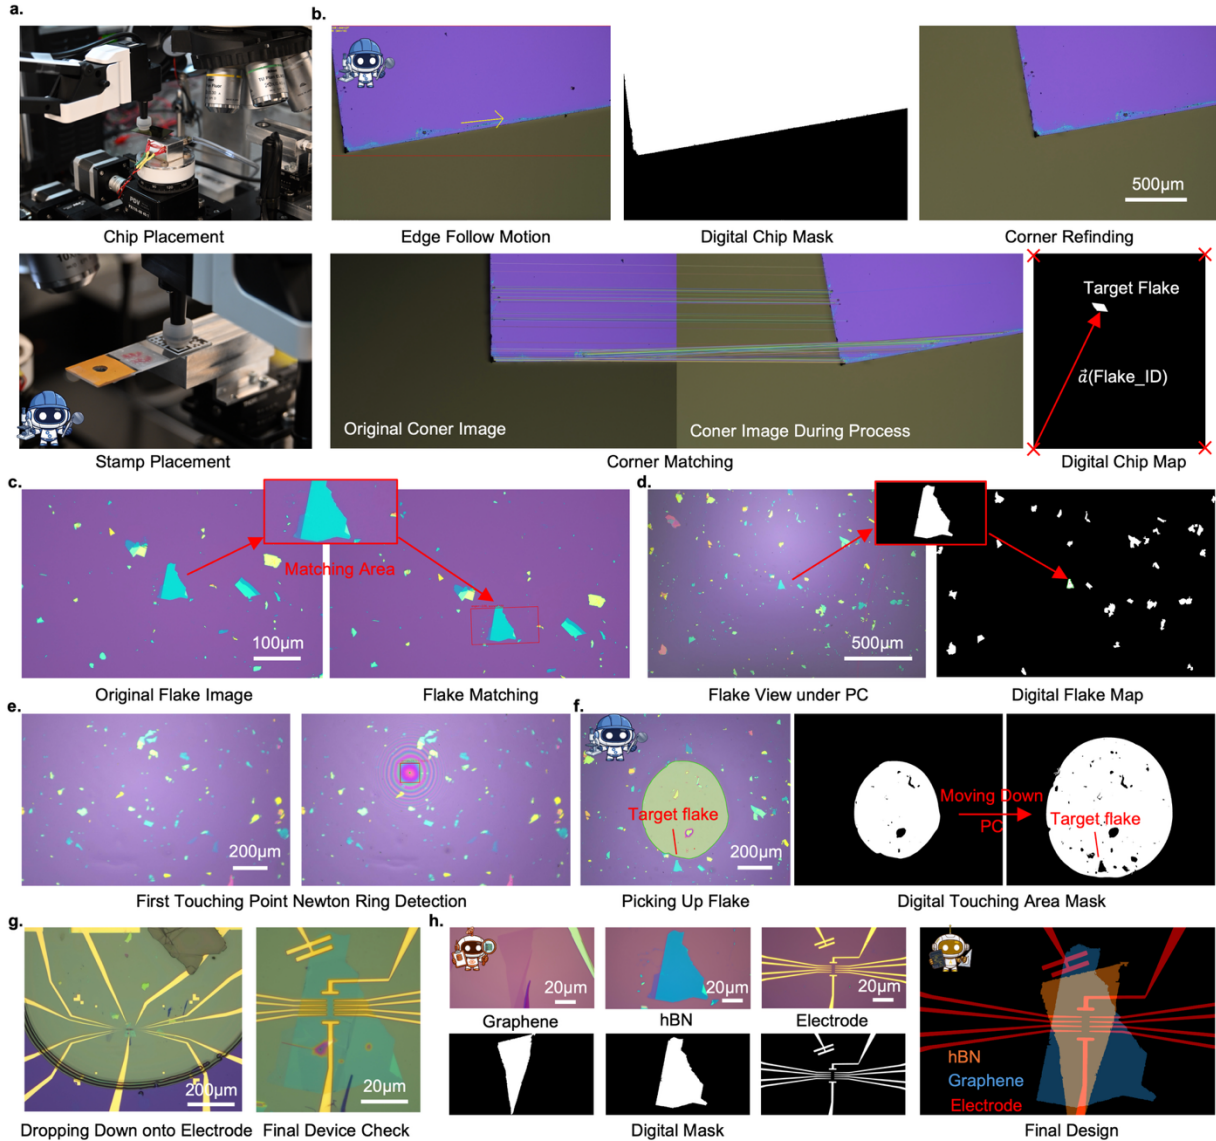 a.
b.
Chip Placement
Edge Follow Motion
Digital Chip Mask
500µm
Corner Refinding
Stamp Placement
Original Coner Image
Coner Image During Process
Corner Matching
Target Flake
a⃗(Flake_ID)
Digital Chip Map
c.
Matching Area
100µm
Original Flake Image
Flake Matching
d.
500µm
Flake View under PC
Digital Flake Map
e.
200µm
200µm
First Touching Point Newton Ring Detection
f.
Target flake
200µm
Picking Up Flake
Moving Down
PC
Target flake
Digital Touching Area Mask
g.
200µm
Dropping Down onto Electrode
20µm
Final Device Check
h.
20µm
Graphene
20µm
hBN
20µm
Electrode
Digital Mask
hBN
Graphene
Electrode
Final Design